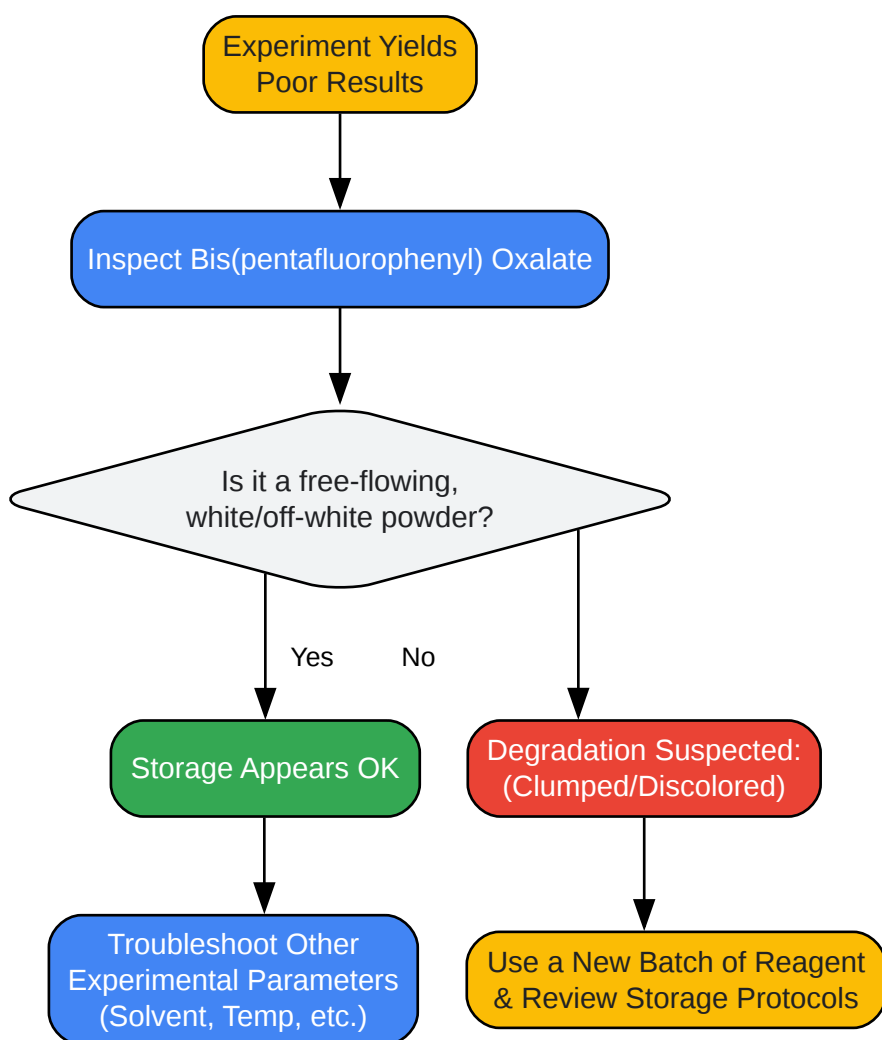 Experiment Yields
Poor Results
Inspect Bis(pentafluorophenyl) Oxalate
Is it a free-flowing,
white/off-white powder?
Yes
No
Storage Appears OK
Degradation Suspected:
(Clumped/Discolored)
Troubleshoot Other
Experimental Parameters
(Solvent, Temp, etc.)
Use a New Batch of Reagent
& Review Storage Protocols